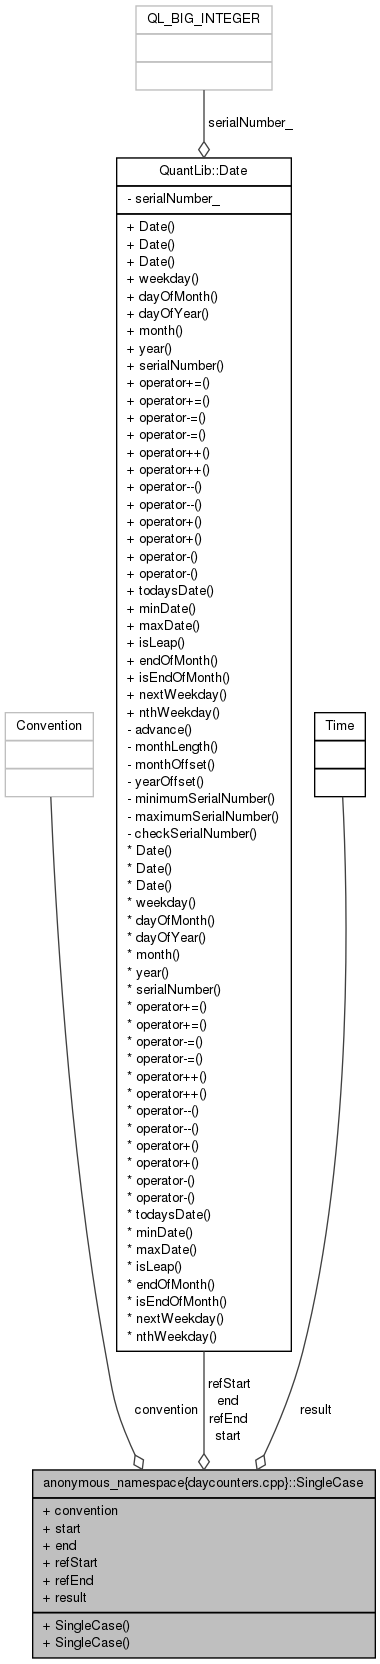 QL_BIG_INTEGER
serialNumber_
QuantLib::Date
- serialNumber_
+ Date()
+ Date()
+ Date()
+ weekday()
+ dayOfMonth()
+ dayOfYear()
+ month()
+ year()
+ serialNumber()
+ operator+=()
+ operator+=()
+ operator-=()
+ operator-=()
+ operator++()
+ operator++()
+ operator--()
+ operator--()
+ operator+()
+ operator+()
+ operator-()
+ operator-()
+ todaysDate()
+ minDate()
+ maxDate()
+ isLeap()
+ endOfMonth()
+ isEndOfMonth()
+ nextWeekday()
+ nthWeekday()
- advance()
- monthLength()
- monthOffset()
- yearOffset()
- minimumSerialNumber()
- maximumSerialNumber()
- checkSerialNumber()
* Date()
* Date()
* Date()
* weekday()
* dayOfMonth()
* dayOfYear()
* month()
* year()
* serialNumber()
* operator+=()
* operator+=()
* operator-=()
* operator-=()
* operator++()
* operator++()
* operator--()
* operator--()
* operator+()
* operator+()
* operator-()
* operator-()
* todaysDate()
* minDate()
* maxDate()
* isLeap()
* endOfMonth()
* isEndOfMonth()
* nextWeekday()
* nthWeekday()
Convention
Time
convention
refStart
end
refEnd
start
result
anonymous_namespace{daycounters.cpp}::SingleCase
+ convention
+ start
+ end
+ refStart
+ refEnd
+ result
+ SingleCase()
+ SingleCase()